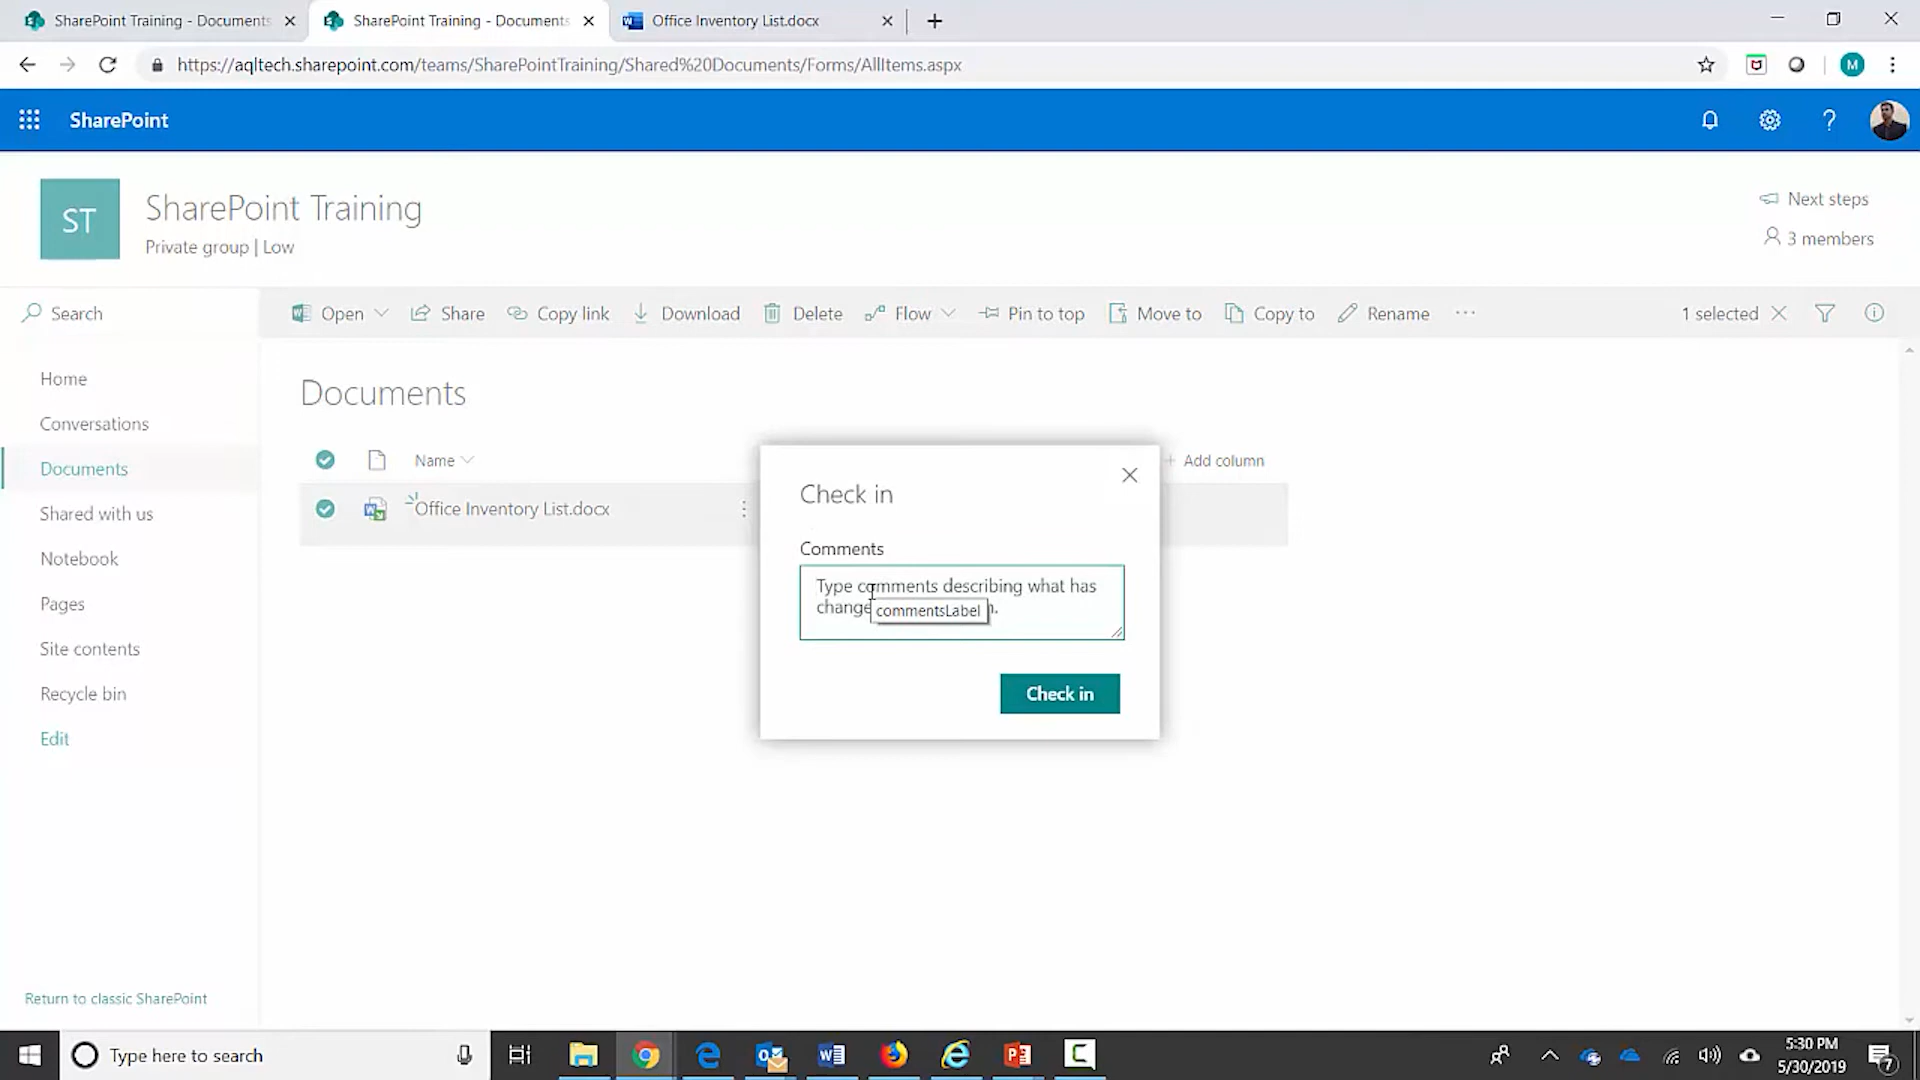 SharePoint Training - Documents
SharePoint Training - Documents
Office Inventory List.docx
https://aqltech.sharepoint.com/teams/SharePointTraining/Shared%20Documents/Forms/AllItems.aspx
M
SharePoint
ST
SharePoint Training
Private group | Low
Next steps
3 members
Search
Open
Share
Copy link
Download
Delete
Flow
Pin to top
Move to
Copy to
Rename
1 selected
Home
Conversations
Documents
Shared with us
Notebook
Pages
Site contents
Recycle bin
Edit
Return to classic SharePoint
Documents
Name
Add column
Office Inventory List.docx
Check in
Comments
Type comments describing what has
change
commentsLabel
Check in
Type here to search
5:30 PM
5/30/2019
7